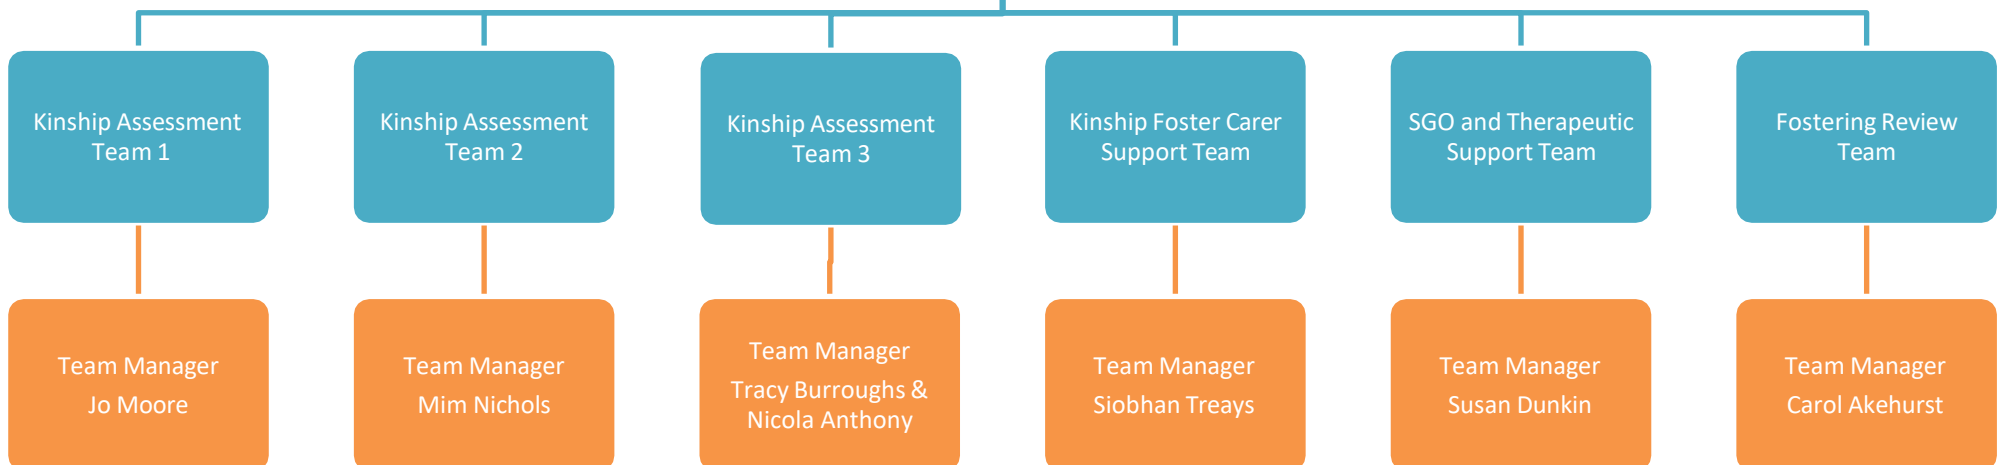 Kinship Assessment
Team 1
Kinship Assessment
Team 2
Kinship Assessment
Team 3
Kinship Foster Carer
Support Team
SGO and Therapeutic
Support Team
Fostering Review
Team
Team Manager
Jo Moore
Team Manager
Mim Nichols
Team Manager
Tracy Burroughs &
Nicola Anthony
Team Manager
Siobhan Treays
Team Manager
Susan Dunkin
Team Manager
Carol Akehurst